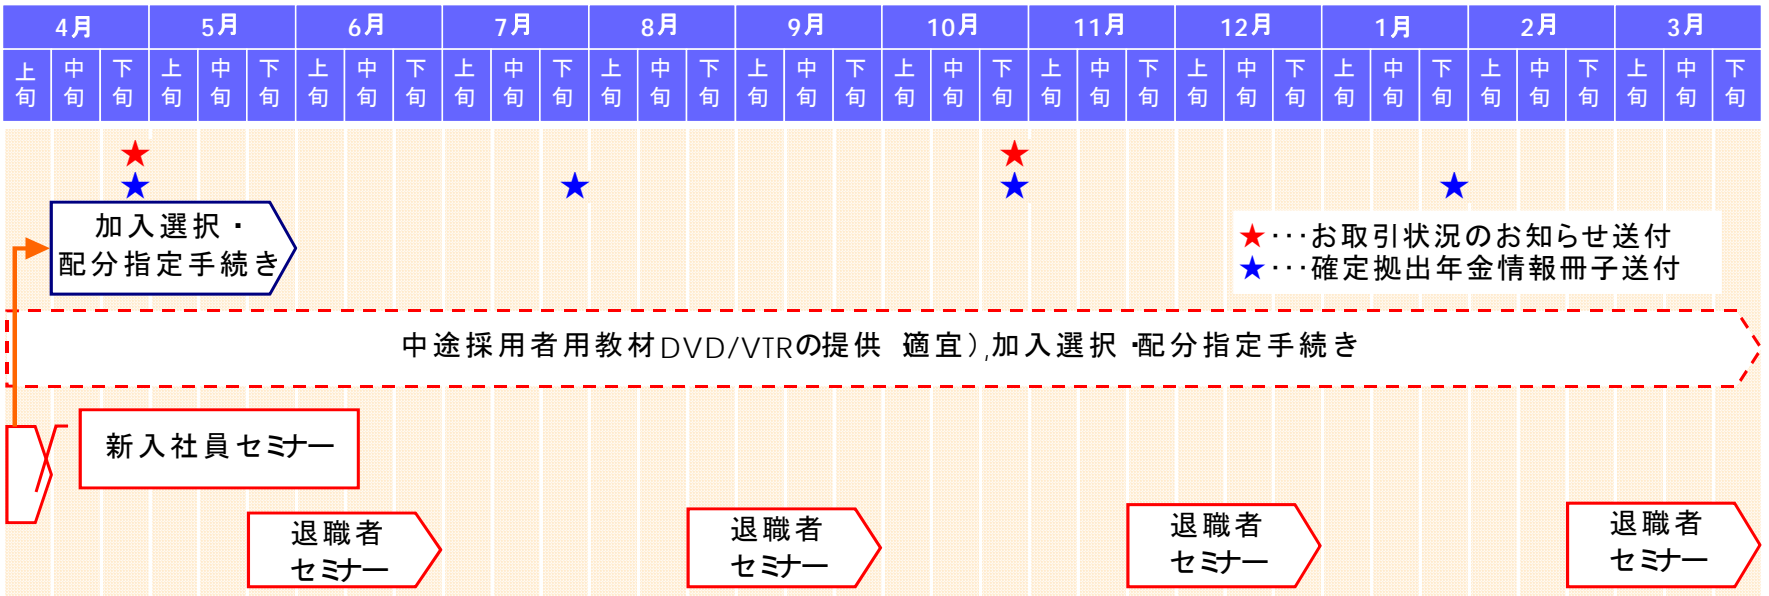 4月 5月 6月 7月 8月 9月 10月 11月 12月 1月 2月 3月
上旬 中旬 下旬 上旬 中旬 下旬 上旬 中旬 下旬 上旬 中旬 下旬 上旬 中旬 下旬 上旬 中旬 下旬 上旬 中旬 下旬 上旬 中旬 下旬 上旬 中旬 下旬 上旬 中旬 下旬 上旬 中旬 下旬 上旬 中旬 下旬
加入選択・
配分指定手続き
★･･･お取引状況のお知らせ送付
★･･･確定拠出年金情報冊子送付
中途採用者用教材DVD/VTRの提供（適宜）,加入選択・配分指定手続き
新入社員セミナー
退職者
セミナー
退職者
セミナー
退職者
セミナー
退職者
セミナー